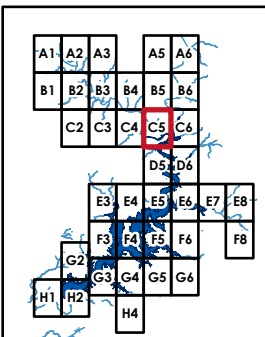 A1 A2 A3 A5 A6
B1 B2 B3 B4 B5 B6
C2 C3 C4 C5 C6
D5 D6
E3 E4 E5 E6 E7 E8
F3 F4 F5 F6 F8
G2 G3 G4 G5 G6
H1 H2 H4